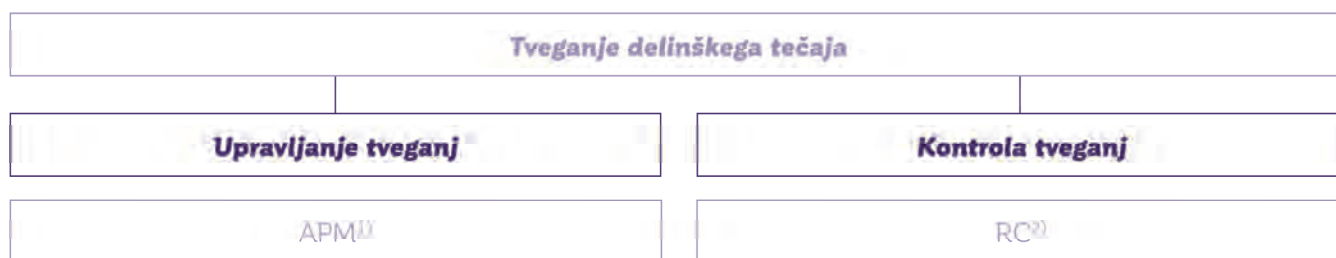 Tveganje delinškega tečaja
Upravljanje tveganj
Kontrola tveganj
APM¹⁾
RC²⁾